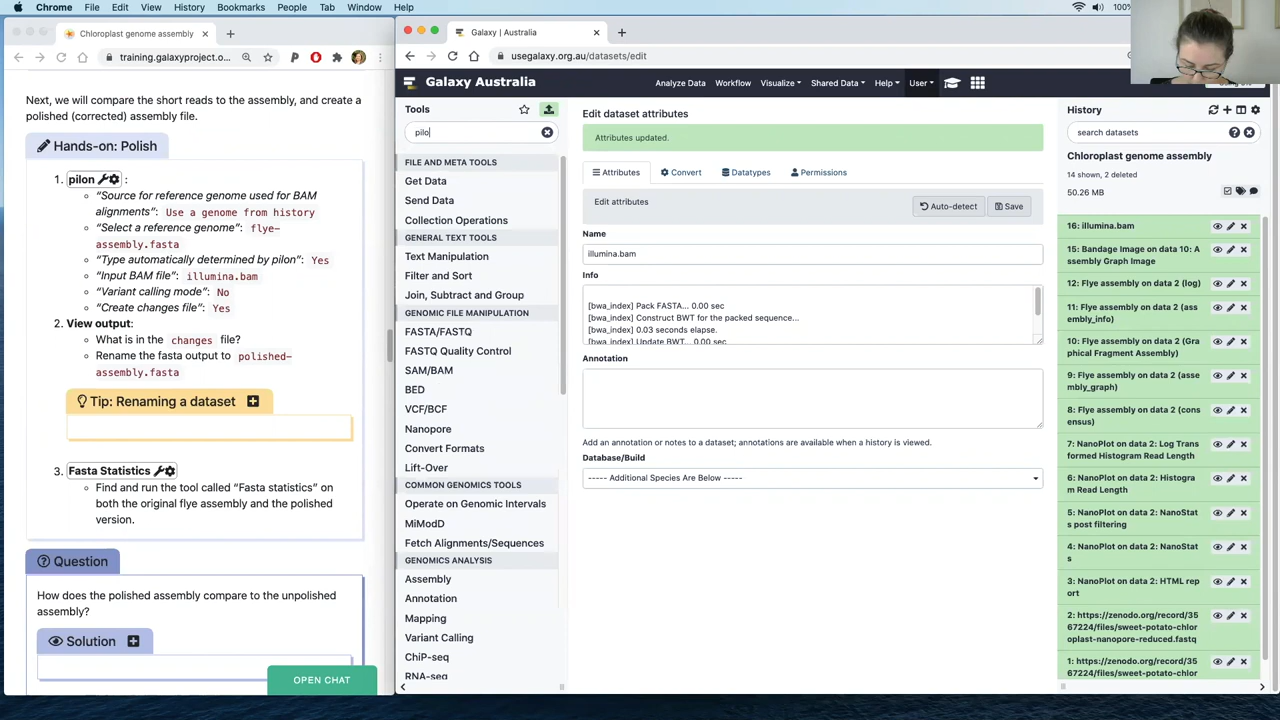 Chrome File Edit View History Bookmarks People Tab Window Help 100%
Chloroplast genome assembly
training.galaxyproject.o...
Next, we will compare the short reads to the assembly, and create a
polished (corrected) assembly file.
Hands-on: Polish
1. pilon :
"Source for reference genome used for BAM
alignments": Use a genome from history
"Select a reference genome": flye-
assembly.fasta
"Type automatically determined by pilon": Yes
"Input BAM file": illumina.bam
"Variant calling mode": No
"Create changes file": Yes
2. View output:
What is in the changes file?
Rename the fasta output to polished-
assembly.fasta
Tip: Renaming a dataset
3. Fasta Statistics
Find and run the tool called "Fasta statistics" on
both the original flye assembly and the polished
version.
Question
How does the polished assembly compare to the unpolished
assembly?
Solution
OPEN CHAT
Galaxy | Australia
usegalaxy.org.au/datasets/edit
Galaxy Australia
Analyze Data Workflow Visualize Shared Data Help User
Tools
pilo
FILE AND META TOOLS
Get Data
Send Data
Collection Operations
GENERAL TEXT TOOLS
Text Manipulation
Filter and Sort
Join, Subtract and Group
GENOMIC FILE MANIPULATION
FASTA/FASTQ
FASTQ Quality Control
SAM/BAM
BED
VCF/BCF
Nanopore
Convert Formats
Lift-Over
COMMON GENOMICS TOOLS
Operate on Genomic Intervals
MiModD
Fetch Alignments/Sequences
GENOMICS ANALYSIS
Assembly
Annotation
Mapping
Variant Calling
ChiP-seq
RNA-seq
Edit dataset attributes
Attributes updated.
Attributes Convert Datatypes Permissions
Edit attributes
Auto-detect Save
Name
illumina.bam
Info
[bwa_index] Pack FASTA... 0.00 sec
[bwa_index] Construct BWT for the packed sequence...
[bwa_index] 0.03 seconds elapse.
[bwa_index] Update BWT... 0.00 sec
Annotation
Add an annotation or notes to a dataset; annotations are available when a history is viewed.
Database/Build
----- Additional Species Are Below -----
History
search datasets
Chloroplast genome assembly
14 shown, 2 deleted
50.26 MB
16: illumina.bam
15: Bandage Image on data 10: A
ssembly Graph Image
12: Flye assembly on data 2 (log)
11: Flye assembly on data 2 (ass
embly_info)
10: Flye assembly on data 2 (Gra
phical Fragment Assembly)
9: Flye assembly on data 2 (asse
mbly_graph)
8: Flye assembly on data 2 (cons
ensus)
7: NanoPlot on data 2: Log Trans
formed Histogram Read Length
6: NanoPlot on data 2: Histogra
m Read Length
5: NanoPlot on data 2: NanoStat
s post filtering
4: NanoPlot on data 2: NanoStat
s
3: NanoPlot on data 2: HTML rep
ort
2: https://zenodo.org/record/35
67224/files/sweet-potato-chlor
oplast-nanopore-reduced.fastq
1: https://zenodo.org/record/35
67224/files/sweet-potato-chlor